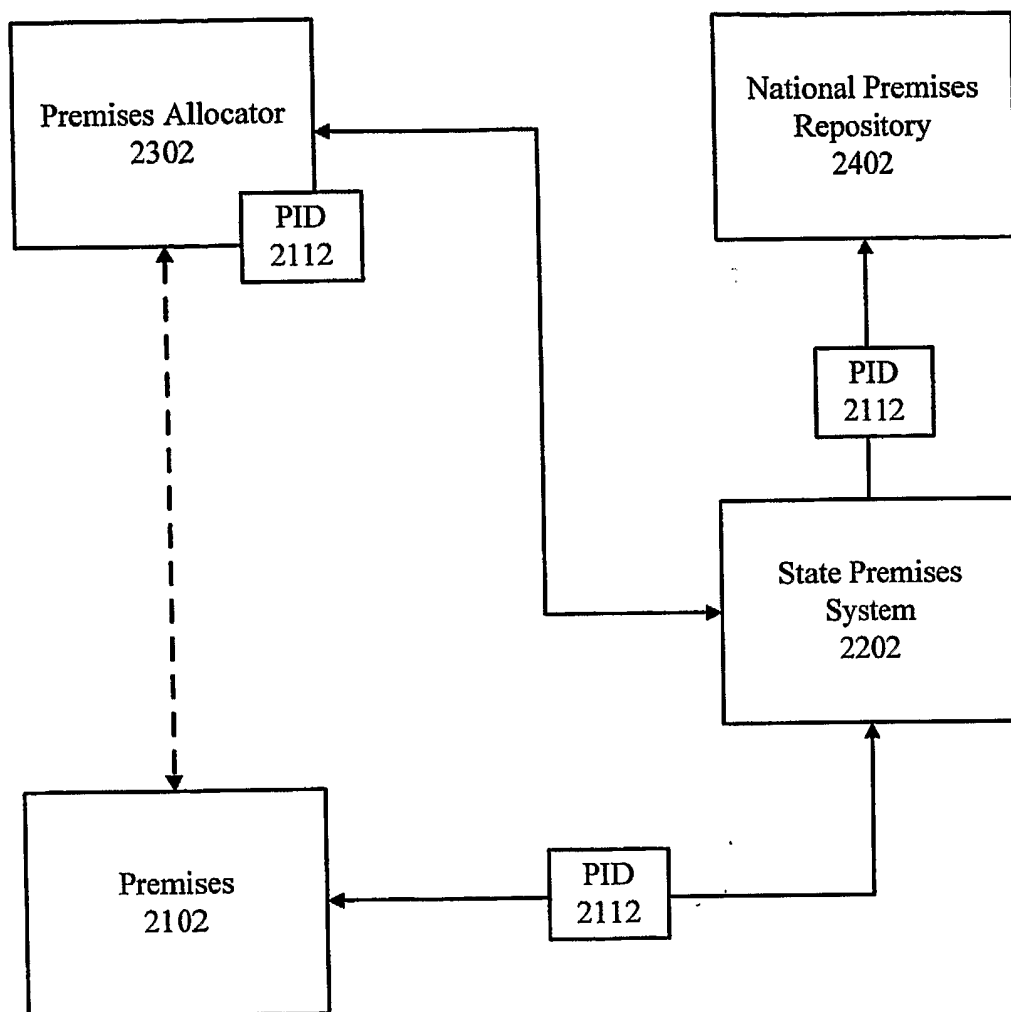 Premises Allocator
2302
PID
2112
National Premises
Repository
2402
PID
2112
State Premises
System
2202
Premises
2102
PID
2112